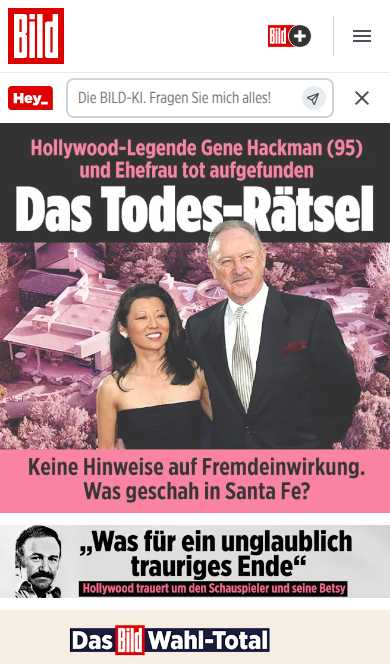 Bild
Bild
Hey_
Die BILD-KI. Fragen Sie mich alles!
Hollywood-Legende Gene Hackman (95)
und Ehefrau tot aufgefunden
Das Todes-Rätsel
Keine Hinweise auf Fremdeinwirkung.
Was geschah in Santa Fe?
„Was für ein unglaublich
trauriges Ende“
Hollywood trauert um den Schauspieler und seine Betsy
Das Bild Wahl-Total